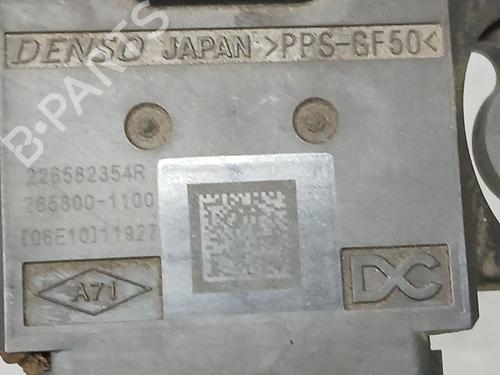 DENSO JAPAN >PPS-GF50<
B-PARTS
226582354R
265800-1100
[06E10]11927
A71
DC